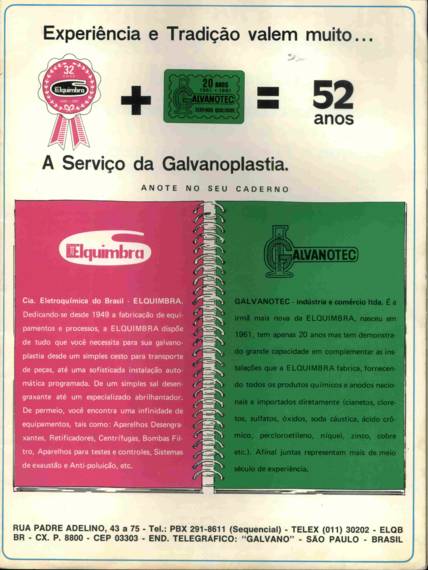 Experiência e Tradição valem muito...
32
Elquimbra
+
20 ANOS
1961 • 1981
GALVANOTEC
=
52
anos
A Serviço da Galvanoplastia.
ANOTE NO SEU CADERNO
Elquimbra
Cia. Eletroquímica do Brasil - ELQUIMBRA.
Dedicando-se desde 1949 a fabricação de equi-
pamentos e processos, a ELQUIMBRA dispõe
de tudo que você necessita para sua galvano-
plastia desde um simples cesto para transporte
de peças, até uma sofisticada instalação auto-
mática programada. De um simples sal desen-
graxante até um especializado abrilhantador.
De permeio, você encontra uma infinidade de
equipamentos, tais como: Aparelhos Desengra-
xantes, Retificadores, Centrífugas, Bombas Fil-
tro, Aparelhos para testes e controles, Sistemas
de exaustão e Anti-poluição, etc.
GALVANOTEC
GALVANOTEC - indústria e comércio ltda. É a
irmã mais nova da ELQUIMBRA, nasceu em
1961, tem apenas 20 anos mas tem demonstra-
do grande capacidade em complementar as ins-
talações que a ELQUIMBRA fabrica, fornecen-
do todos os produtos químicos e anodos nacio-
nais e importados diretamente (cianetos, clore-
tos, sulfatos, óxidos, soda cáustica, ácido crô-
mico, percloroetileno, níquel, zinco, cobre
etc.). Afinal juntas representam mais de meio
século de experiência.
RUA PADRE ADELINO, 43 a 75 - Tel.: PBX 291-8611 (Sequencial) - TELEX (011) 30202 - ELQB
BR - CX. P. 8800 - CEP 03303 - END. TELEGRÁFICO: "GALVANO" - SÃO PAULO - BRASIL